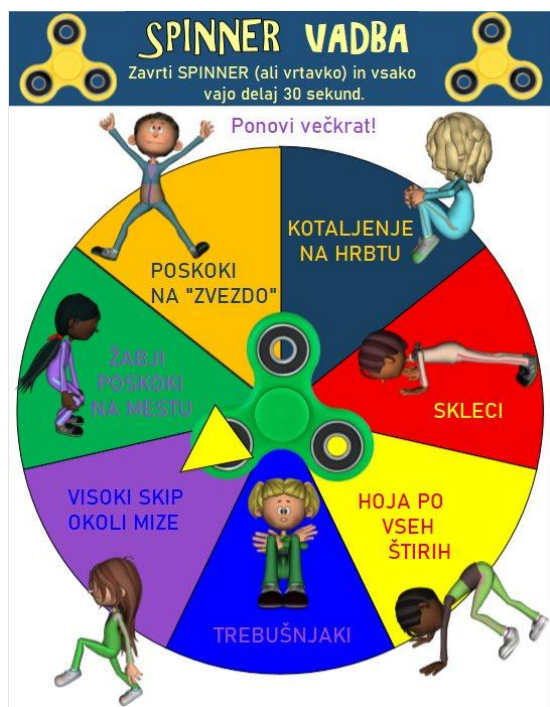 SPINNER VADBA
Zavrti SPINNER (ali vrtavko) in vsako
vajo delaj 30 sekund.
Ponovi večkrat!
KOTALJENJE
NA HRBTU
POSKOKI
NA "ZVEZDO"
ŽABJI
POSKOKI
NA MESTU
SKLECI
VISOKI SKIP
OKOLI MIZE
HOJA PO
VSEH
ŠTIRIH
TREBUŠNJAKI